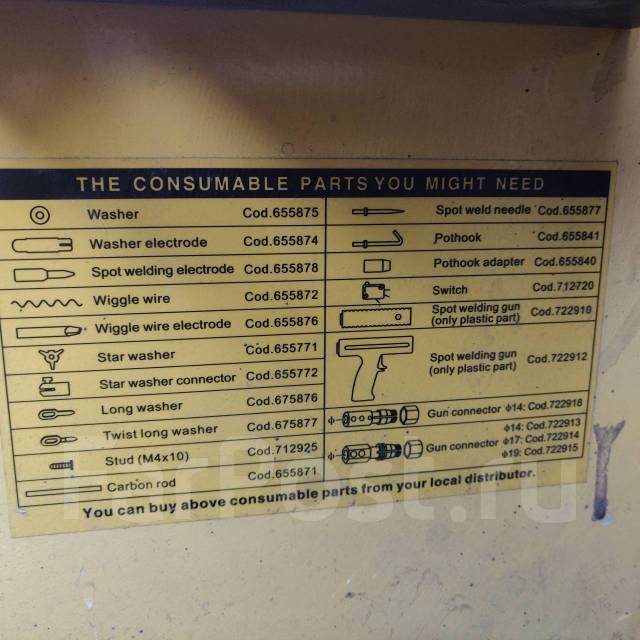 THE CONSUMABLE PARTS YOU MIGHT NEED
Washer Cod.655875
Washer electrode Cod.655874
Spot welding electrode Cod.655878
Wiggle wire Cod.655872
Wiggle wire electrode Cod.655876
Star washer Cod.655771
Star washer connector Cod.655772
Long washer Cod.675876
Twist long washer Cod.675877
Stud (M4x10) Cod.712925
Carbon rod Cod.655871
Spot weld needle Cod.655877
Pothook Cod.655841
Pothook adapter Cod.655840
Switch Cod.712720
Spot welding gun
(only plastic part) Cod.722910
Spot welding gun
(only plastic part) Cod.722912
ϕ Gun connector ϕ14: Cod.722918
ϕ14: Cod.722913
ϕ Gun connector ϕ17: Cod.722914
ϕ19: Cod.722915
You can buy above consumable parts from your local distributor.
FarPost.ru